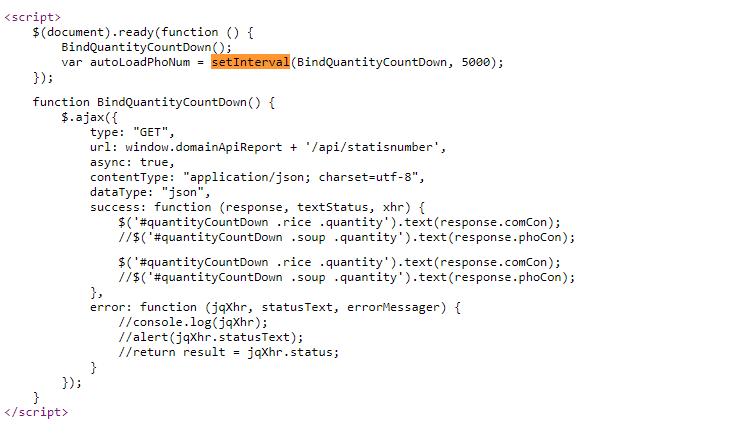 <script>
$(document).ready(function () {
BindQuantityCountDown();
var autoLoadPhoNum = setInterval(BindQuantityCountDown, 5000);
});
function BindQuantityCountDown() {
$.ajax({
type: "GET",
url: window.domainApiReport + '/api/statisnumber',
async: true,
contentType: "application/json; charset=utf-8",
dataType: "json",
success: function (response, textStatus, xhr) {
$('#quantityCountDown .rice .quantity').text(response.comCon);
//$('#quantityCountDown .soup .quantity').text(response.phoCon);
$('#quantityCountDown .rice .quantity').text(response.comCon);
//$('#quantityCountDown .soup .quantity').text(response.phoCon);
},
error: function (jqXhr, statusText, errorMessager) {
//console.log(jqXhr);
//alert(jqXhr.statusText);
//return result = jqXhr.status;
}
});
}
</script>